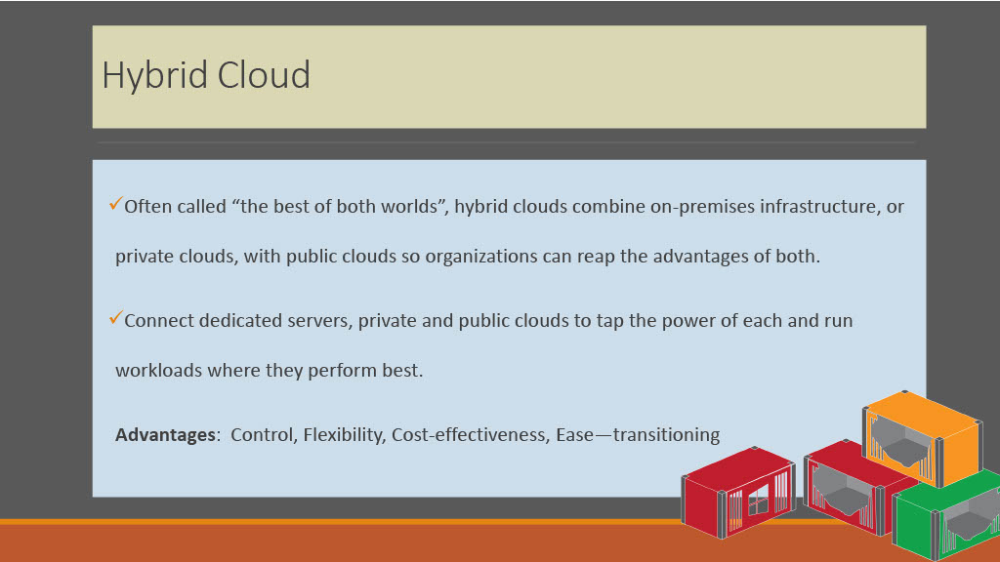 Hybrid Cloud
✓Often called “the best of both worlds”, hybrid clouds combine on-premises infrastructure, or
private clouds, with public clouds so organizations can reap the advantages of both.
✓Connect dedicated servers, private and public clouds to tap the power of each and run
workloads where they perform best.
Advantages:  Control, Flexibility, Cost-effectiveness, Ease—transitioning